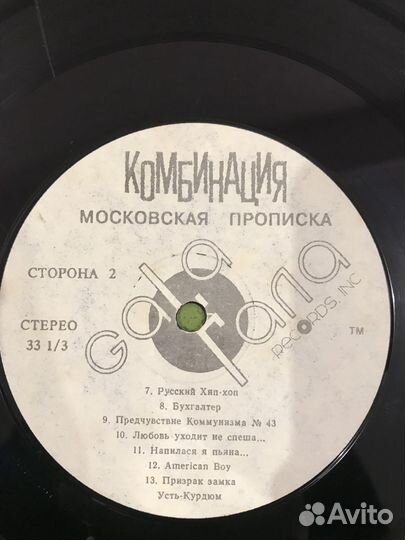 КОМБИНАЦИЯ
МОСКОВСКАЯ ПРОПИСКА
СТОРОНА 2
Gala
Records, Inc
СТЕРЕО
33 1/3
TM
7. Русский Хип-хоп
8. Бухгалтер
9. Предчувствие Коммунизма № 43
10. Любовь уходит не спеша...
11. Напилася я пьяна...
12. American Boy
13. Призрак замка
Усть-Курдюм
Avito